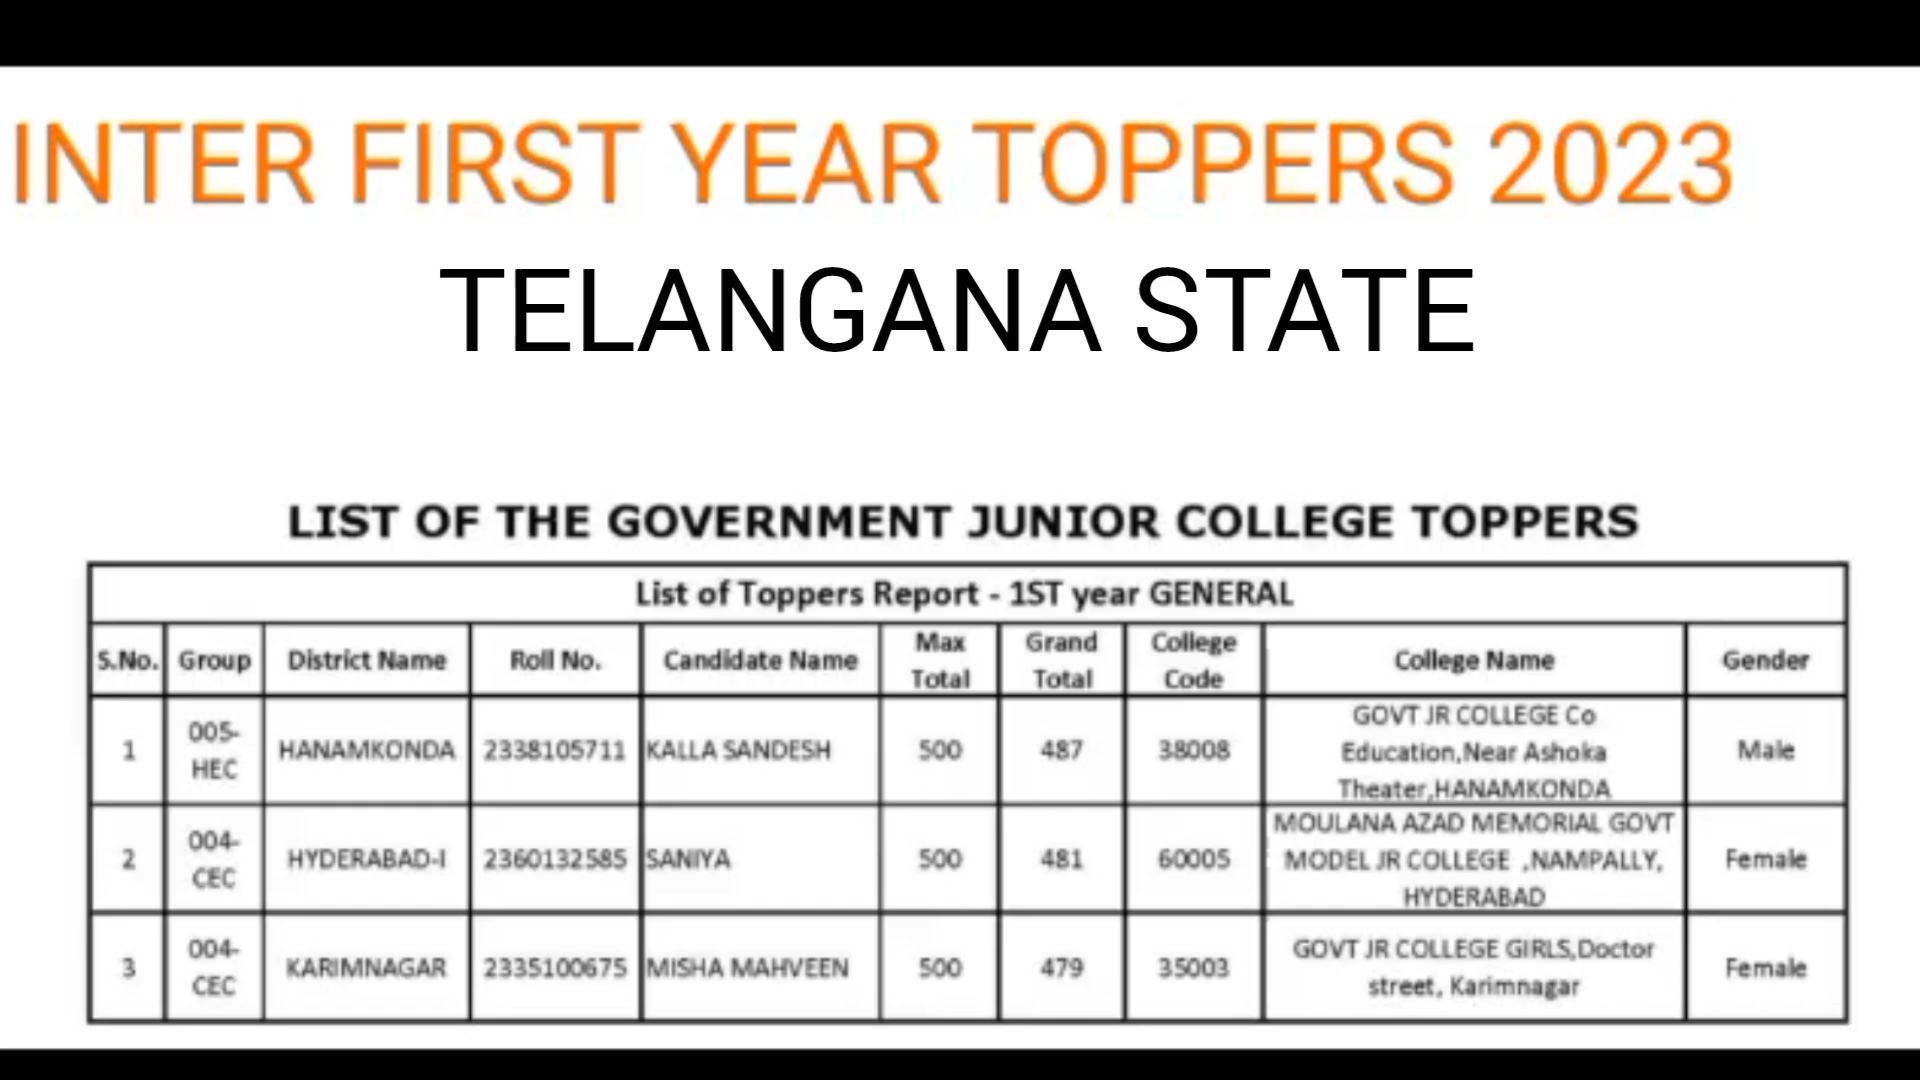 INTER FIRST YEAR TOPPERS 2023
TELANGANA STATE
LIST OF THE GOVERNMENT JUNIOR COLLEGE TOPPERS
List of Toppers Report - 1ST year GENERAL
S.No. Group District Name Roll No. Candidate Name Max Total Grand Total College Code College Name Gender
1 005-HEC HANAMKONDA 2338105711 KALLA SANDESH 500 487 38008 GOVT JR COLLEGE Co Education,Near Ashoka Theater,HANAMKONDA Male
2 004-CEC HYDERABAD-I 2360132585 SANIYA 500 481 60005 MOULANA AZAD MEMORIAL GOVT MODEL JR COLLEGE ,NAMPALLY, HYDERABAD Female
3 004-CEC KARIMNAGAR 2335100675 MISHA MAHVEEN 500 479 35003 GOVT JR COLLEGE GIRLS,Doctor street, Karimnagar Female